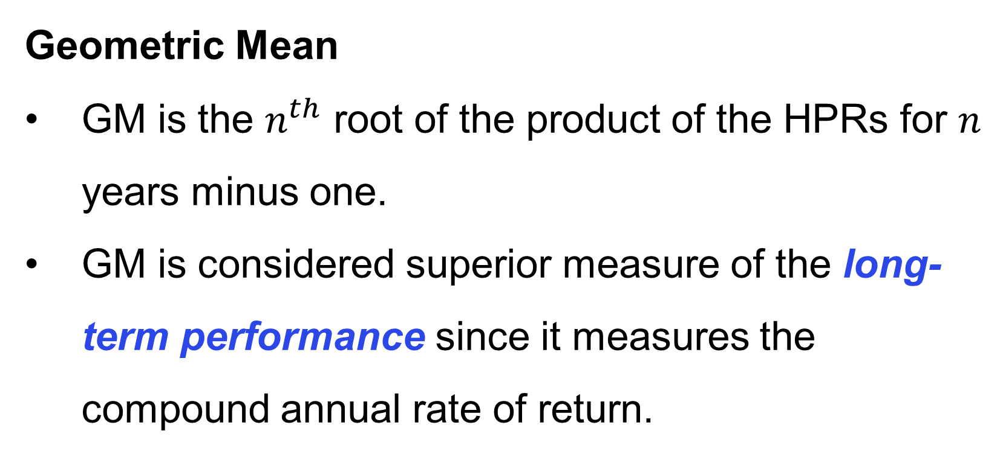 Geometric Mean
• GM is the $n^{th}$ root of the product of the HPRs for $n$
years minus one.
• GM is considered superior measure of the long-
term performance since it measures the
compound annual rate of return.